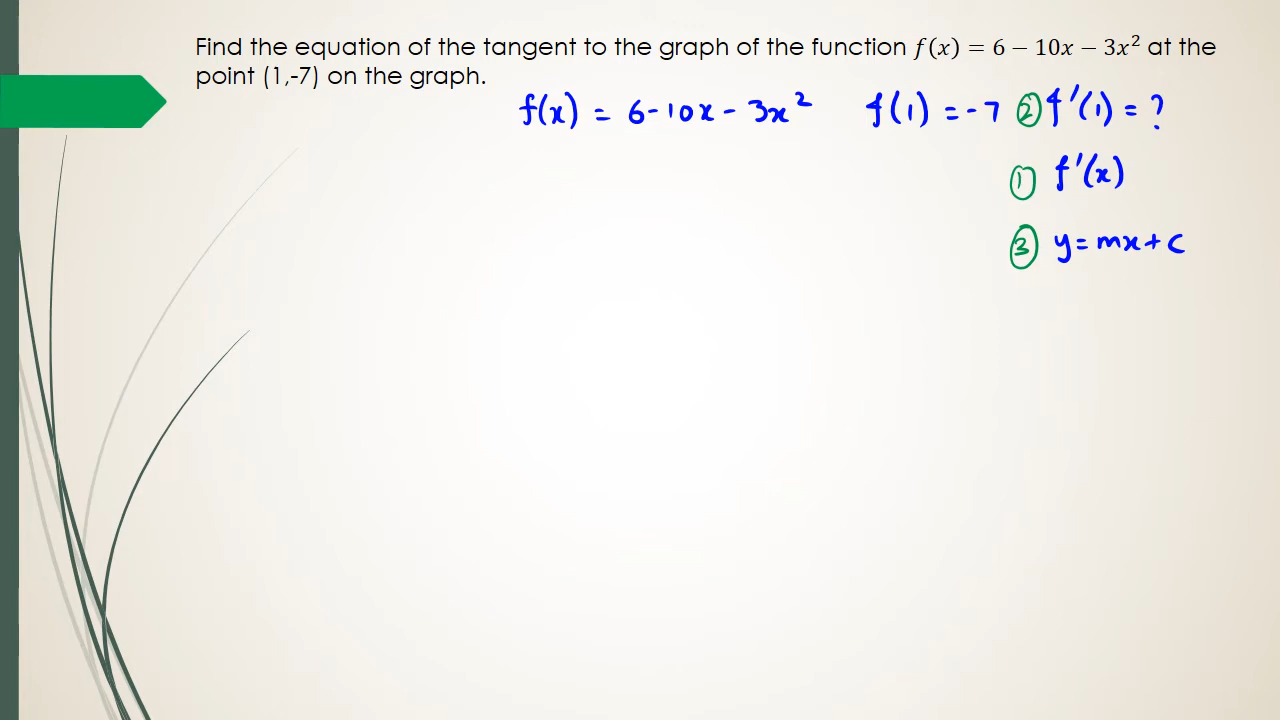 Find the equation of the tangent to the graph of the function f(x) = 6 − 10x − 3x² at the
point (1,-7) on the graph.
f(x) = 6-10x - 3x² f(1) = -7 ② f'(1) = ?
① f'(x)
③ y = mx + c